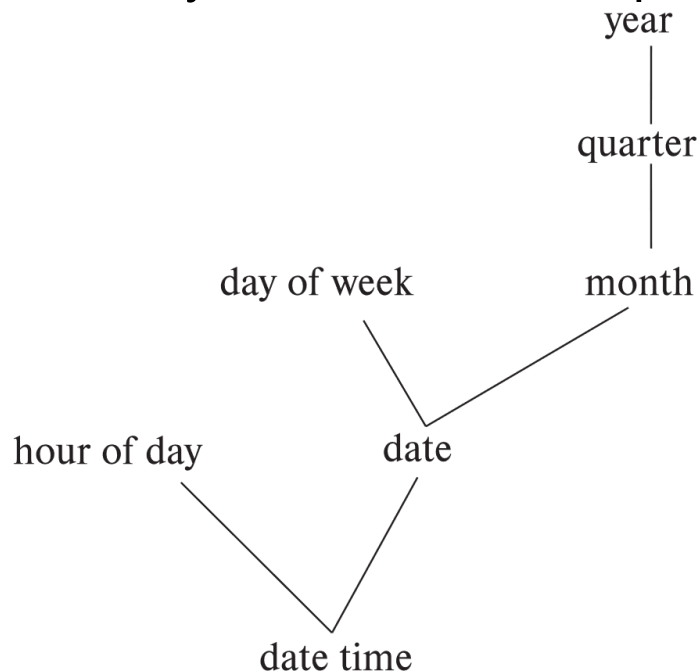 year
quarter
day of week
month
hour of day
date
date time